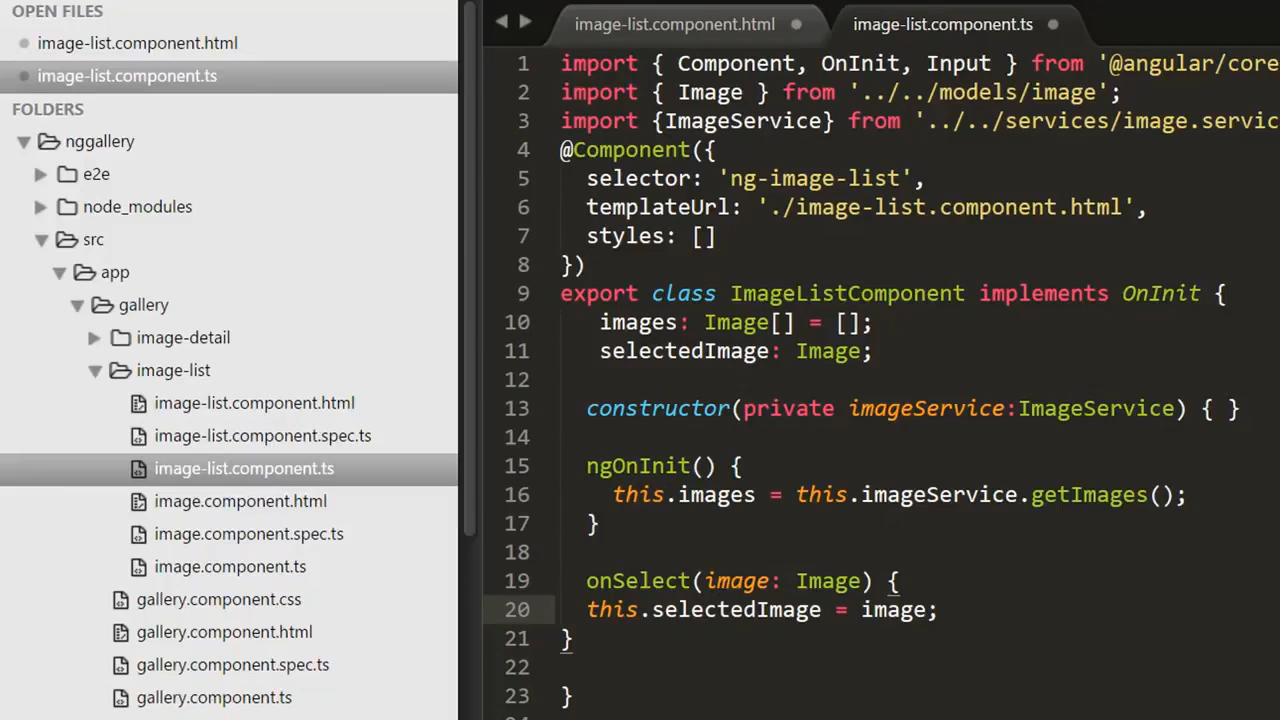 OPEN FILES
image-list.component.html
image-list.component.ts
FOLDERS
nggallery
e2e
node_modules
src
app
gallery
image-detail
image-list
image-list.component.html
image-list.component.spec.ts
image-list.component.ts
image.component.html
image.component.spec.ts
image.component.ts
gallery.component.css
gallery.component.html
gallery.component.spec.ts
gallery.component.ts
image-list.component.html
image-list.component.ts
1 import { Component, OnInit, Input } from '@angular/core
2 import { Image } from '../../models/image';
3 import {ImageService} from '../../services/image.servic
4 @Component({
5 selector: 'ng-image-list',
6 templateUrl: './image-list.component.html',
7 styles: []
8 })
9 export class ImageListComponent implements OnInit {
10 images: Image[] = [];
11 selectedImage: Image;
12
13 constructor(private imageService:ImageService) { }
14
15 ngOnInit() {
16 this.images = this.imageService.getImages();
17 }
18
19 onSelect(image: Image) {
20 this.selectedImage = image;
21 }
22
23 }